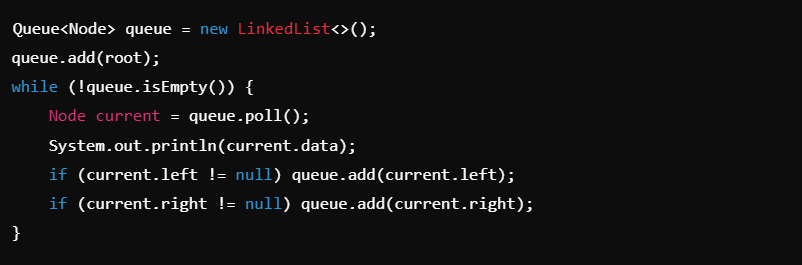 Queue<Node> queue = new LinkedList<>();
queue.add(root);
while (!queue.isEmpty()) {
    Node current = queue.poll();
    System.out.println(current.data);
    if (current.left != null) queue.add(current.left);
    if (current.right != null) queue.add(current.right);
}